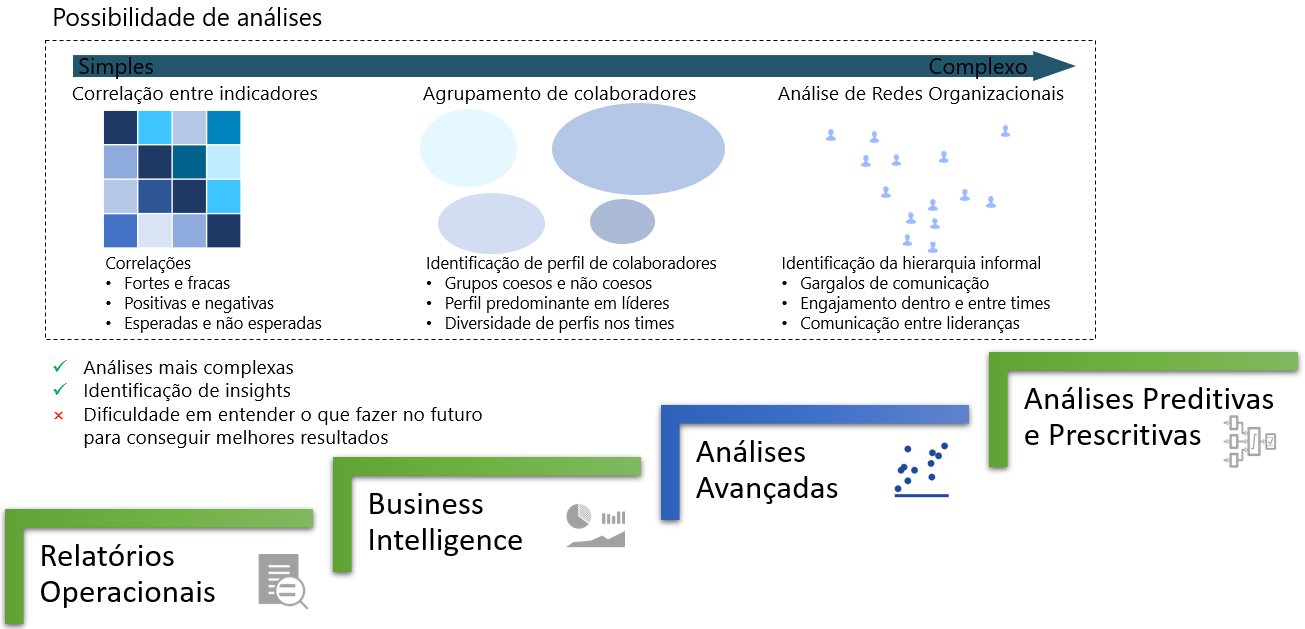 Possibilidade de análises
Simples
Complexo
Correlação entre indicadores
Agrupamento de colaboradores
Análise de Redes Organizacionais
Correlações
• Fortes e fracas
• Positivas e negativas
• Esperadas e não esperadas
Identificação de perfil de colaboradores
• Grupos coesos e não coesos
• Perfil predominante em líderes
• Diversidade de perfis nos times
Identificação da hierarquia informal
• Gargalos de comunicação
• Engajamento dentro e entre times
• Comunicação entre lideranças
✓ Análises mais complexas
✓ Identificação de insights
× Dificuldade em entender o que fazer no futuro
para conseguir melhores resultados
Relatórios
Operacionais
Business
Intelligence
Análises
Avançadas
Análises Preditivas
e Prescritivas